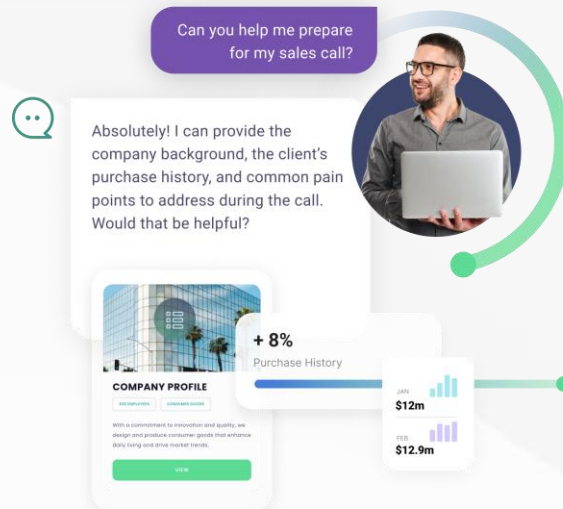 Can you help me prepare
for my sales call?
Absolutely! I can provide the
company background, the client's
purchase history, and common pain
points to address during the call.
Would that be helpful?
+ 8%
Purchase History
COMPANY PROFILE
CONSUMER GOODS
With a commitment to innovation and quality, we
design and produce consumer goods that enhance
daily living and drive market trends.
VIEW
JAN
$12m
FEB
$12.9m